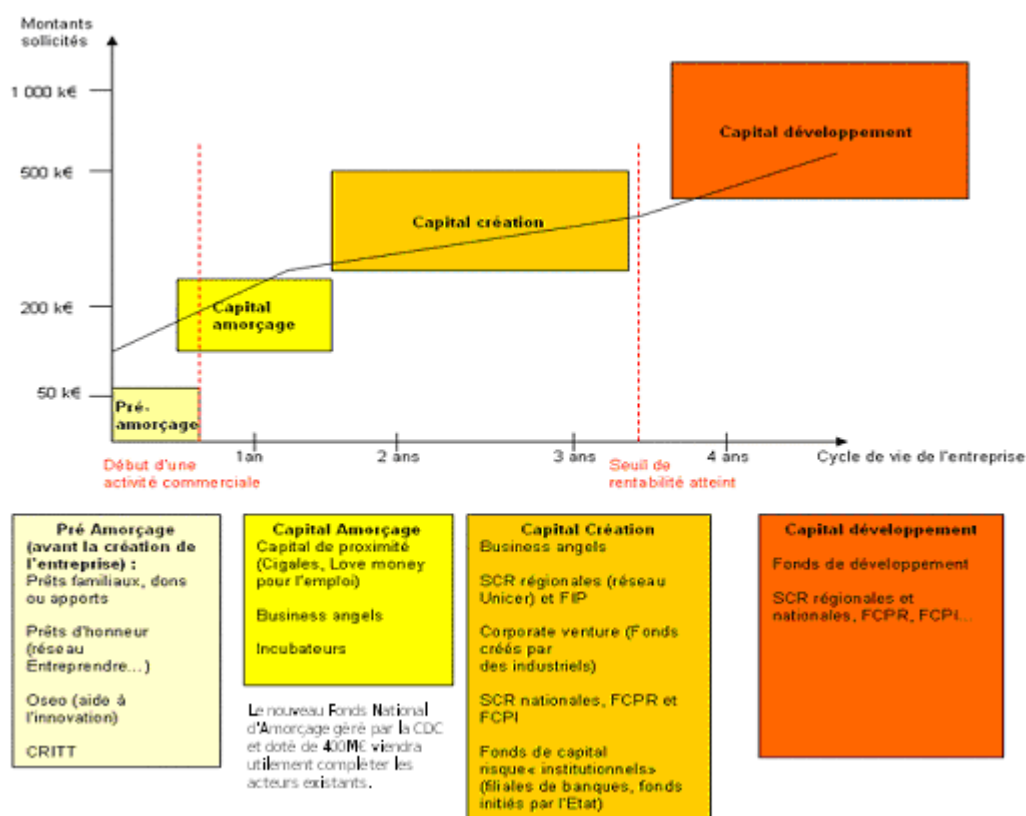 Montants
sollicités
1 000 k€
500 k€
200 k€
50 k€
Capital développement
Capital création
Capital
amorçage
Pré-
amorçage
1an
2 ans
3 ans
4 ans
Cycle de vie de l'entreprise
Début d'une
activité commerciale
Seuil de
rentabilité atteint
Pré Amorçage
(avant la création de
l'entreprise) :
Prêts familiaux, dons
ou apports
Prêts d'honneur
(réseau
Entreprendre...)
Oseo (aide à
l'innovation)
CRITT
Capital Amorçage
Capital de proximité
(Cigales, Love money
pour l'emploi)
Business angels
Incubateurs
Le nouveau Fonds National
d'Amorçage géré par la CDC
et doté de 400M€ viendra
utilement compléter les
acteurs existants.
Capital Création
Business angels
SCR régionales (réseau
Unicer) et FIP
Corporate venture (Fonds
créés par
des industriels)
SCR nationales, FCPR et
FCPI
Fonds de capital
risque« institutionnels»
(filiales de banques, fonds
initiés par l'Etat)
Capital développement
Fonds de développement
SCR régionales et
nationales, FCPR, FCPI...